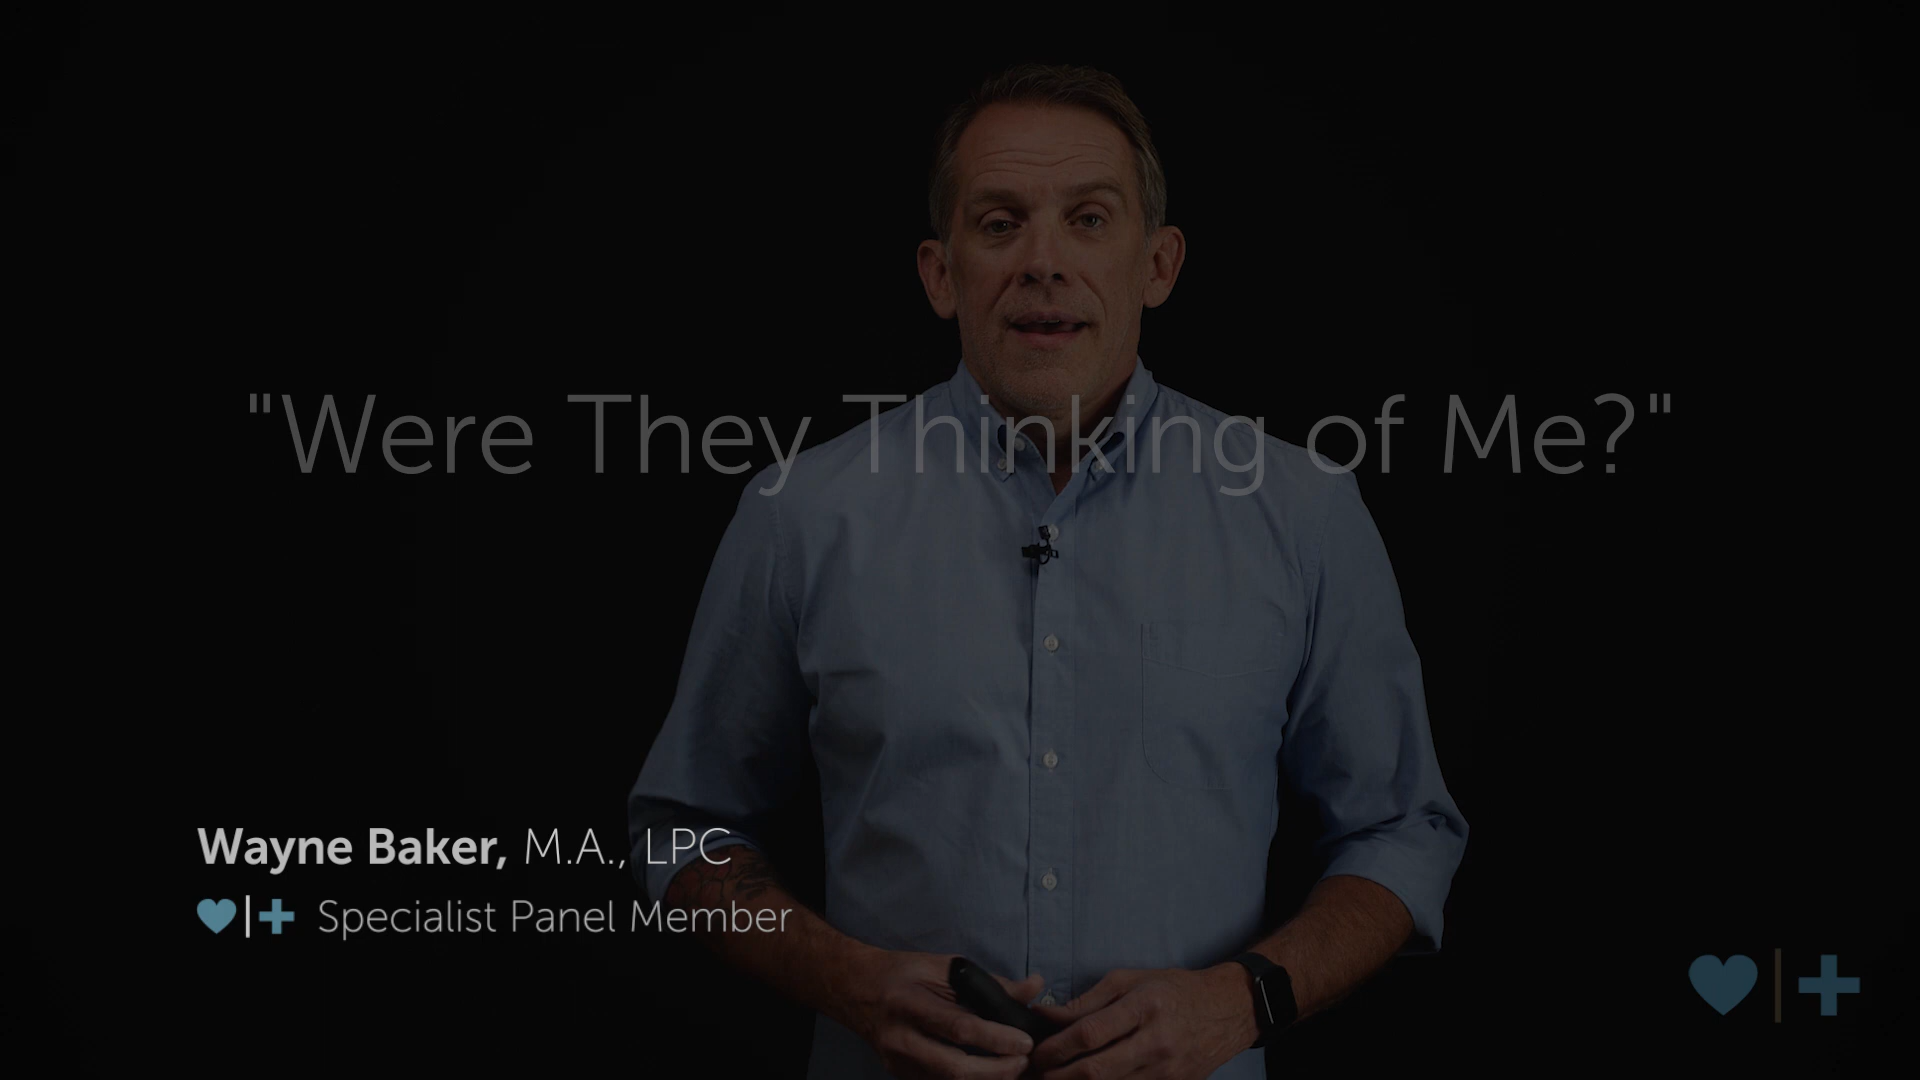 "Were They Thinking of Me?"
Wayne Baker, M.A., LPC
Specialist Panel Member